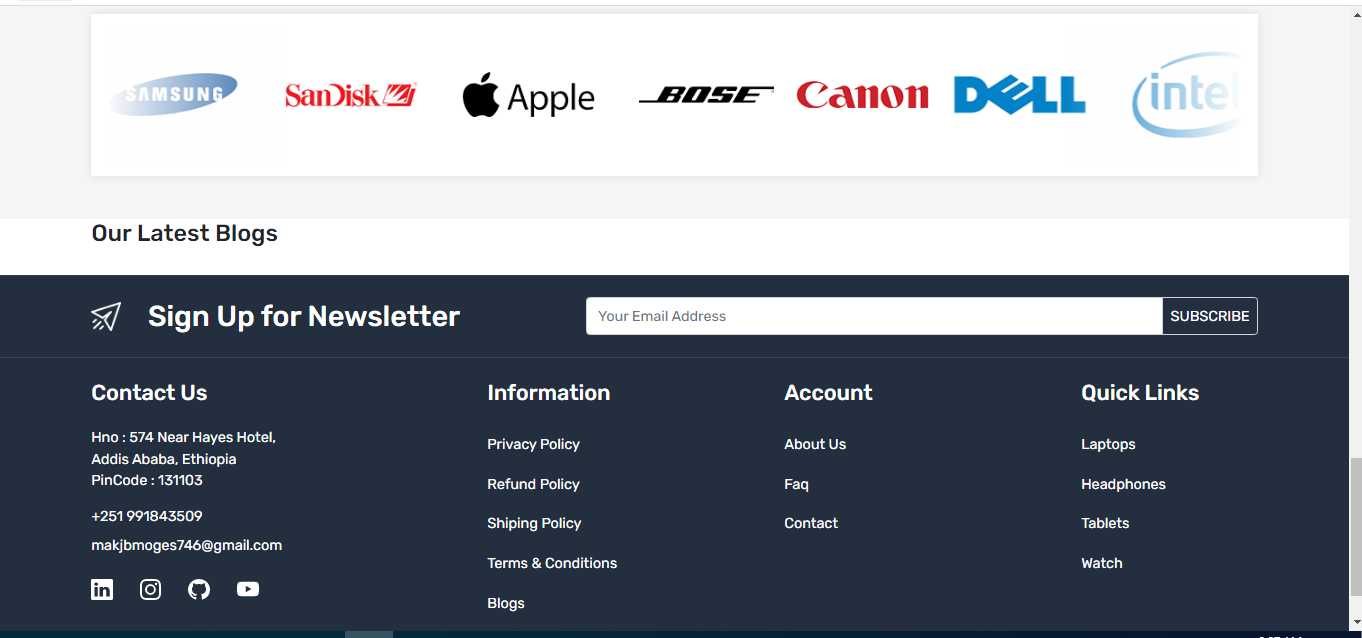 SAMSUNG
SanDisk
Apple
BOSE
Canon
DELL
intel
Our Latest Blogs
Sign Up for Newsletter
Your Email Address
SUBSCRIBE
Contact Us
Hno : 574 Near Hayes Hotel,
Addis Ababa, Ethiopia
PinCode : 131103
+251 991843509
makjbmoges746@gmail.com
in
Information
Privacy Policy
Refund Policy
Shiping Policy
Terms & Conditions
Blogs
Account
About Us
Faq
Contact
Quick Links
Laptops
Headphones
Tablets
Watch